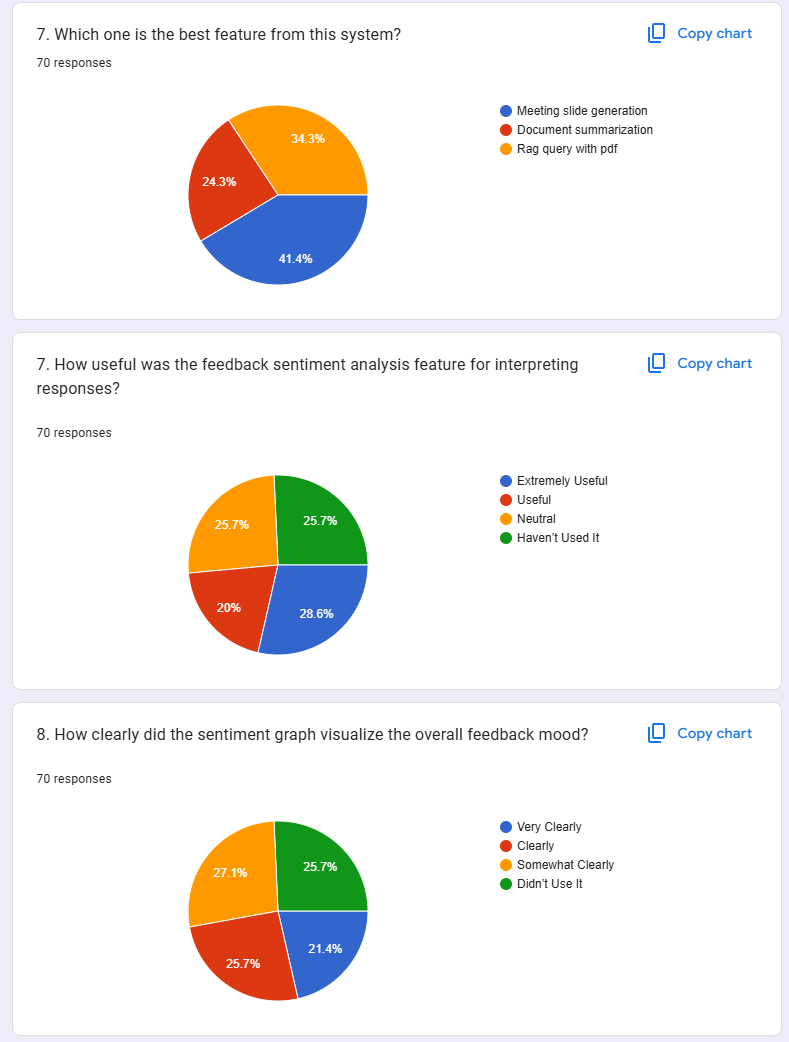 7. Which one is the best feature from this system?
Copy chart
70 responses
34.3%
24.3%
41.4%
Meeting slide generation
Document summarization
Rag query with pdf
7. How useful was the feedback sentiment analysis feature for interpreting
responses?
Copy chart
70 responses
25.7%
25.7%
20%
28.6%
Extremely Useful
Useful
Neutral
Haven't Used It
8. How clearly did the sentiment graph visualize the overall feedback mood?
Copy chart
70 responses
27.1%
25.7%
25.7%
21.4%
Very Clearly
Clearly
Somewhat Clearly
Didn't Use It